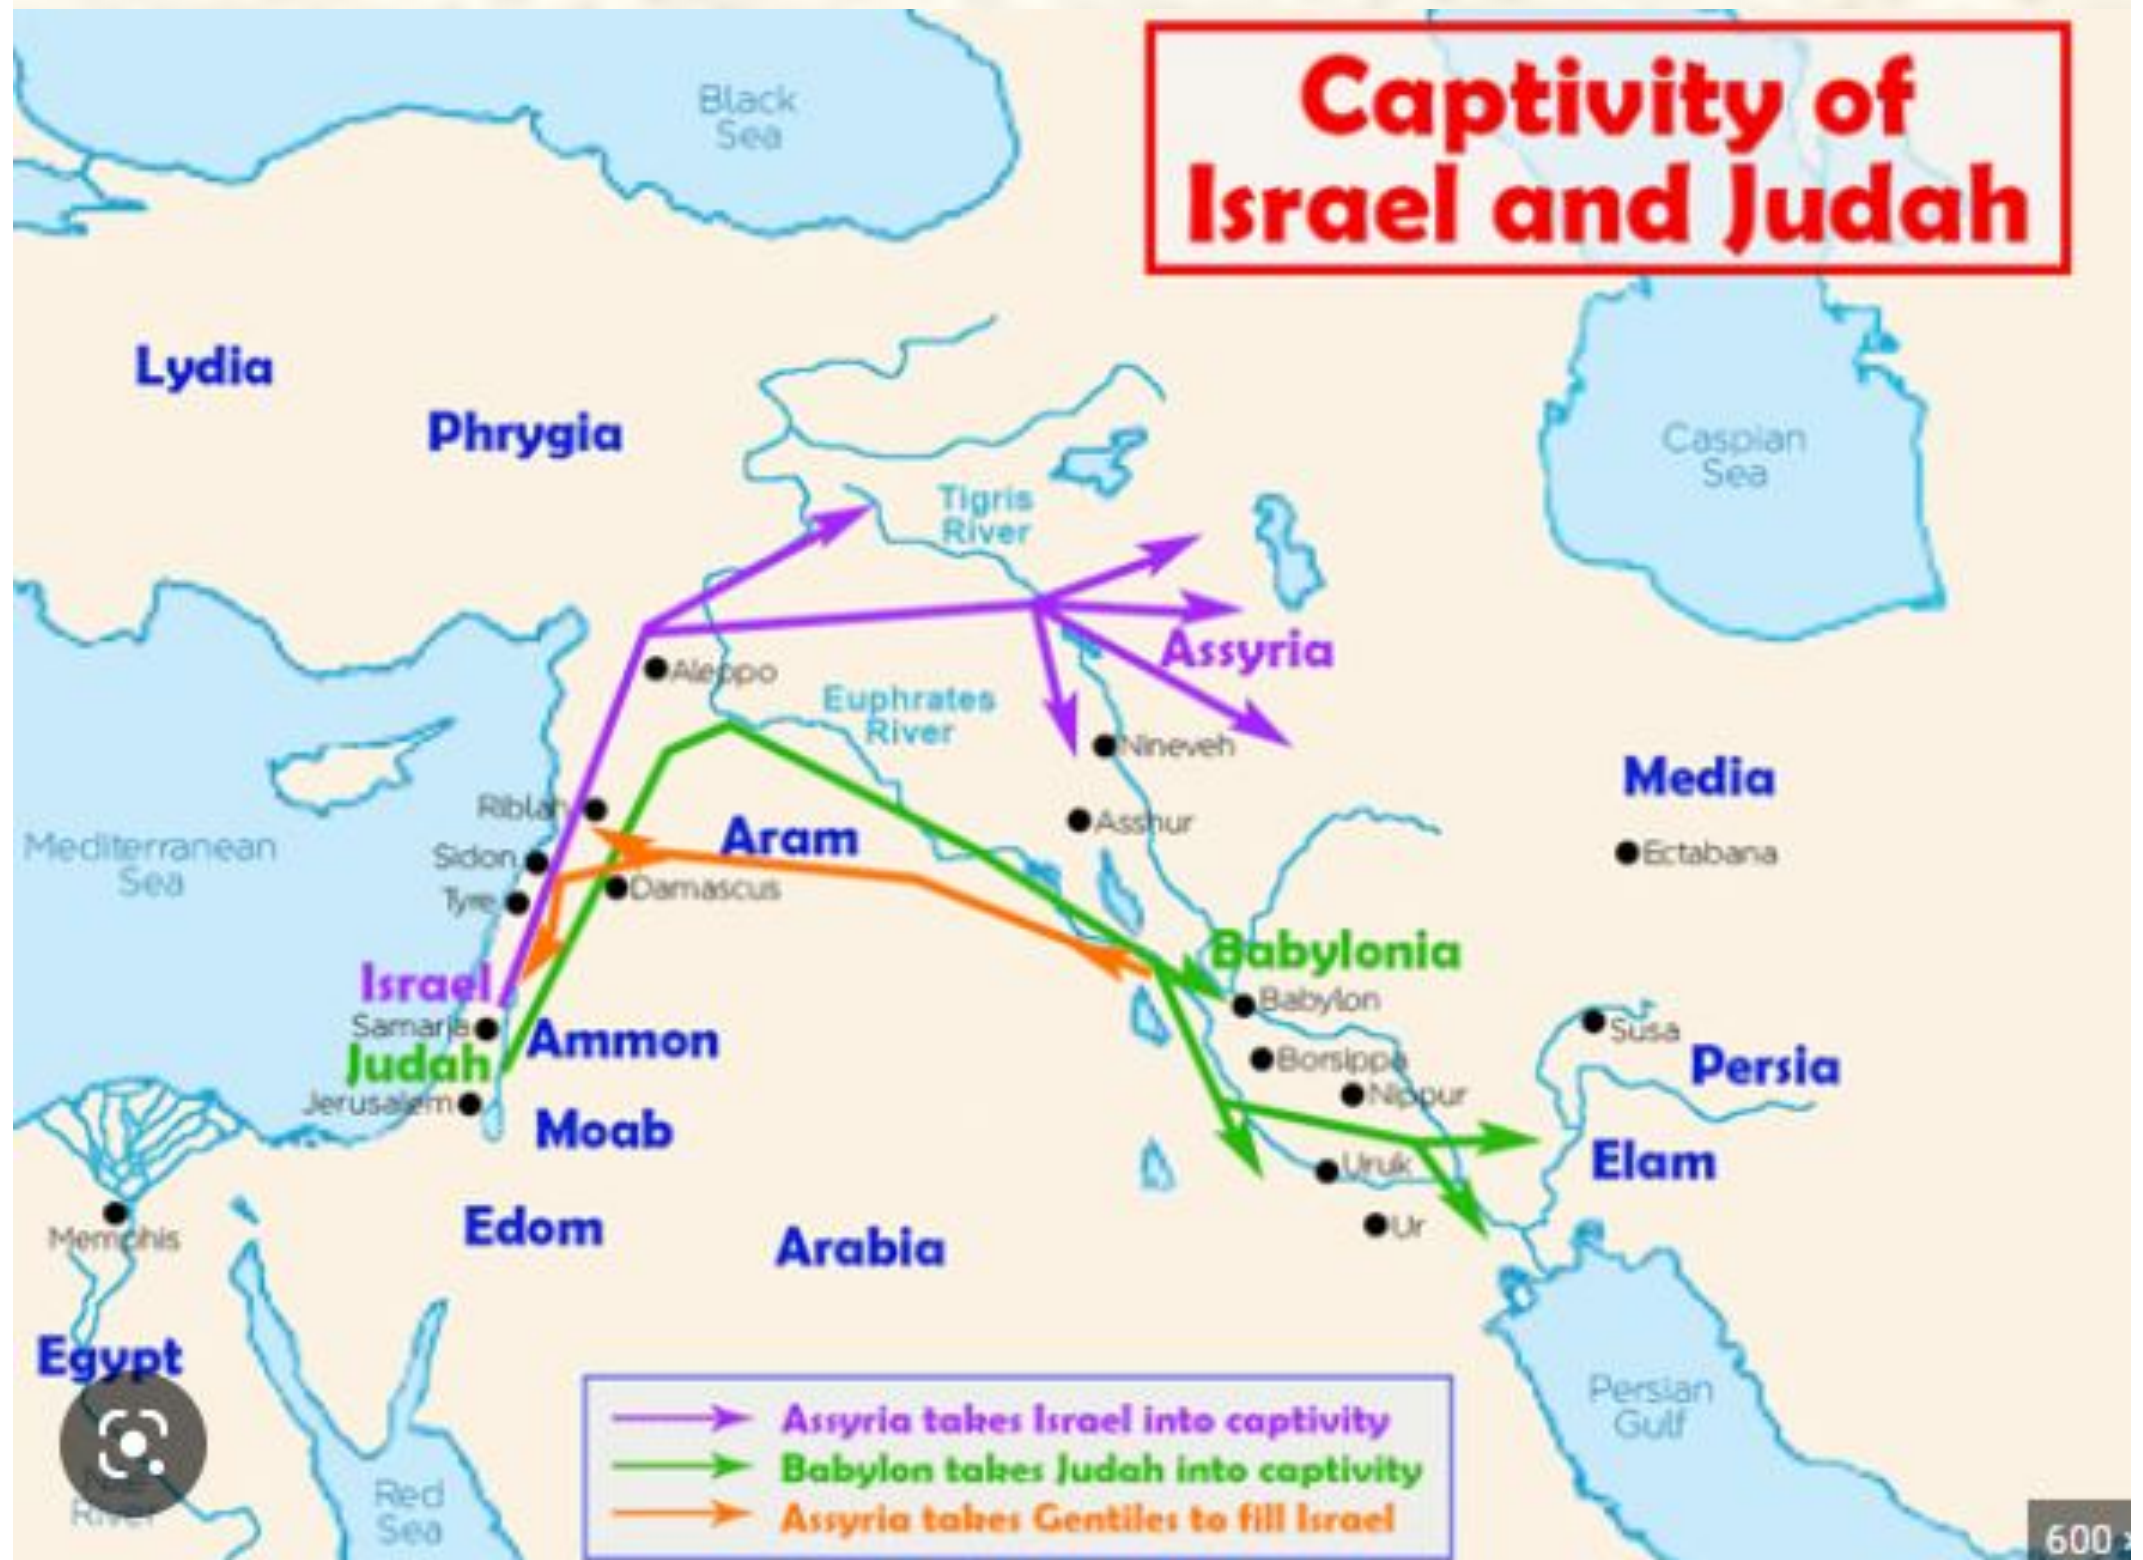 Captivity of
Israel and Judah
Black
Sea
Lydia
Phrygia
Caspian
Sea
Tigris
River
Assyria
Aleppo
Euphrates
River
Nineveh
Media
Riblah
Asshur
Aram
Mediterranean
Sea
Sidon
Ectabana
Tyre
Damascus
Babylonia
Israel
Babylon
Samaria
Susa
Ammon
Judah
Borsippa
Persia
Nippur
Jerusalem
Moab
Elam
Uruk
Memphis
Edom
Ur
Arabia
Egypt
Persian
Gulf
River
Red
Sea
Assyria takes Israel into captivity
Babylon takes Judah into captivity
Assyria takes Gentiles to fill Israel
600